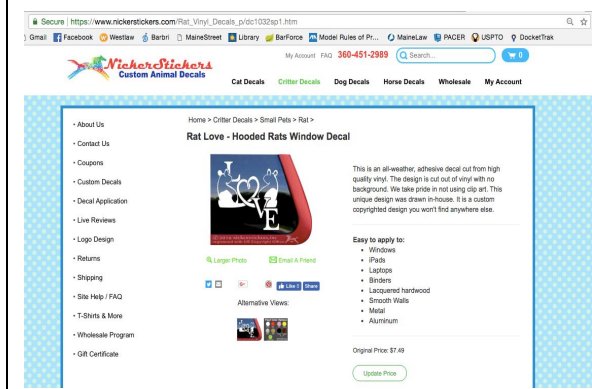 Secure | https://www.nickerstickers.com/Rat_Vinyl_Decals_p/dc1032sp1.htm
Gmail Facebook Westlaw Barbri MaineStreet Library BarForce Model Rules of Pr... MaineLaw PACER USPTO DocketTrak
NickerStickers
Custom Animal Decals
My Account FAQ 360-451-2989 Search... 0
Cat Decals Critter Decals Dog Decals Horse Decals Wholesale My Account
Home > Critter Decals > Small Pets > Rat >
Rat Love - Hooded Rats Window Decal
• About Us
• Contact Us
• Coupons
• Custom Decals
• Decal Application
• Live Reviews
• Logo Design
• Returns
• Shipping
• Site Help / FAQ
• T-Shirts & More
• Wholesale Program
• Gift Certificate
Larger Photo Email A Friend
Like 0 Share
Alternative Views:
This is an all-weather, adhesive decal cut from high
quality vinyl. The design is cut out of vinyl with no
background. We take pride in not using clip art. This
unique design was drawn in-house. It is a custom
copyrighted design you won't find anywhere else.
Easy to apply to:
• Windows
• iPads
• Laptops
• Binders
• Lacquered hardwood
• Smooth Walls
• Metal
• Aluminum
Original Price: $7.49
Update Price